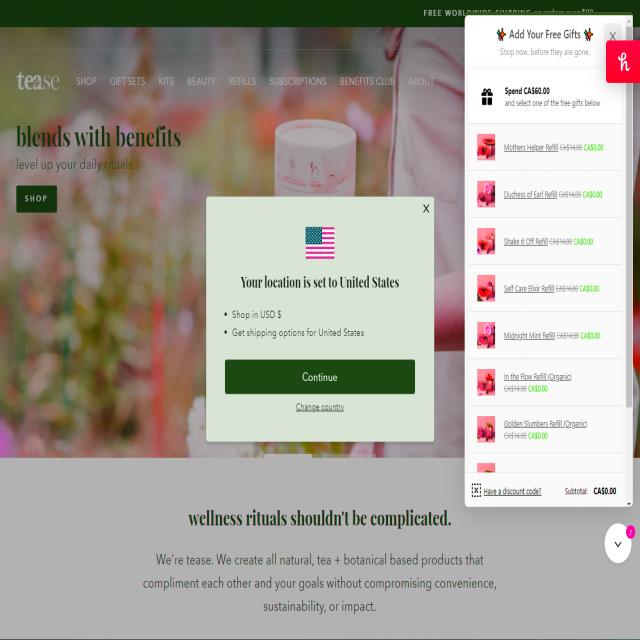 FREE WORLDWIDE SHIPPING on orders over $99
tease
SHOP GIFT SETS KITS BEAUTY REFILLS SUBSCRIPTIONS BENEFITS CLUB ABOUT
blends with benefits
level up your daily rituals.
SHOP
X
Your location is set to United States
• Shop in USD $
• Get shipping options for United States
Continue
Change country
Add Your Free Gifts
X
Shop now, before they are gone.
h
Spend CA$60.00
and select one of the free gifts below
Mothers Helper Refill CA$14.00 CA$0.00
Duchess of Earl Refill CA$14.00 CA$0.00
Shake it Off Refill CA$14.00 CA$0.00
Self Care Elixir Refill CA$14.00 CA$0.00
Midnight Mint Refill CA$14.00 CA$0.00
In the Flow Refill (Organic)
CA$14.00 CA$0.00
Golden Slumbers Refill (Organic)
CA$14.00 CA$0.00
Have a discount code? Subtotal: CA$0.00
wellness rituals shouldn't be complicated.
We're tease. We create all natural, tea + botanical based products that
compliment each other and your goals without compromising convenience,
sustainability, or impact.